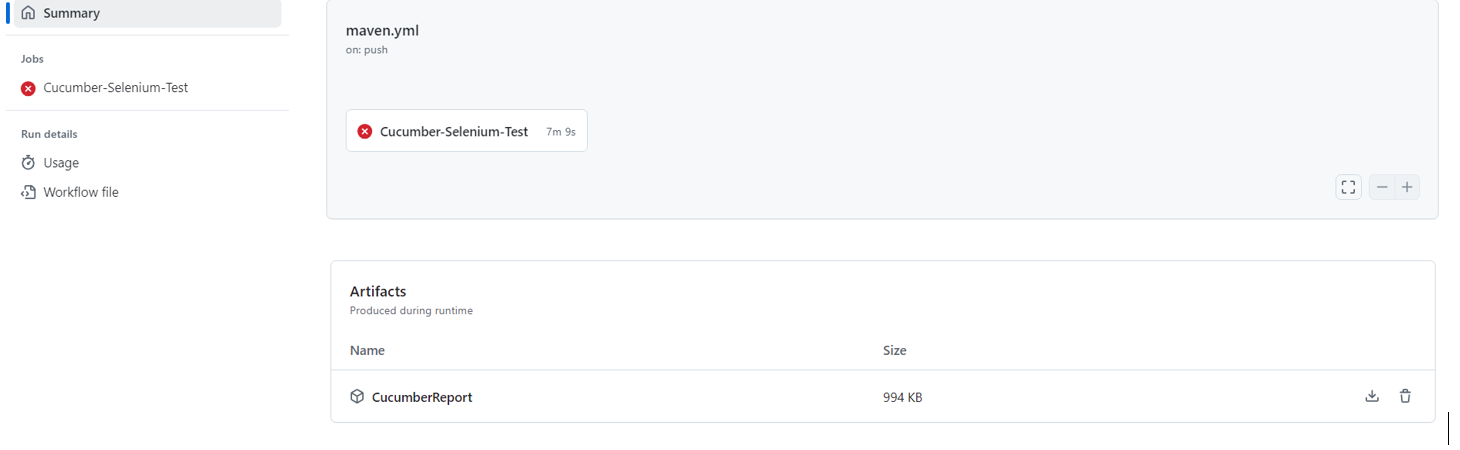 Summary
Jobs
Cucumber-Selenium-Test
Run details
Usage
Workflow file
maven.yml
on: push
Cucumber-Selenium-Test 7m 9s
Artifacts
Produced during runtime
Name Size
CucumberReport 994 KB